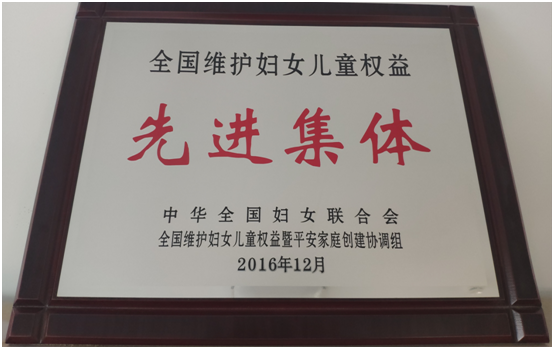 全国维护妇女儿童权益
先进集体
中华全国妇女联合会
全国维护妇女儿童权益暨平安家庭创建协调组
2016年12月